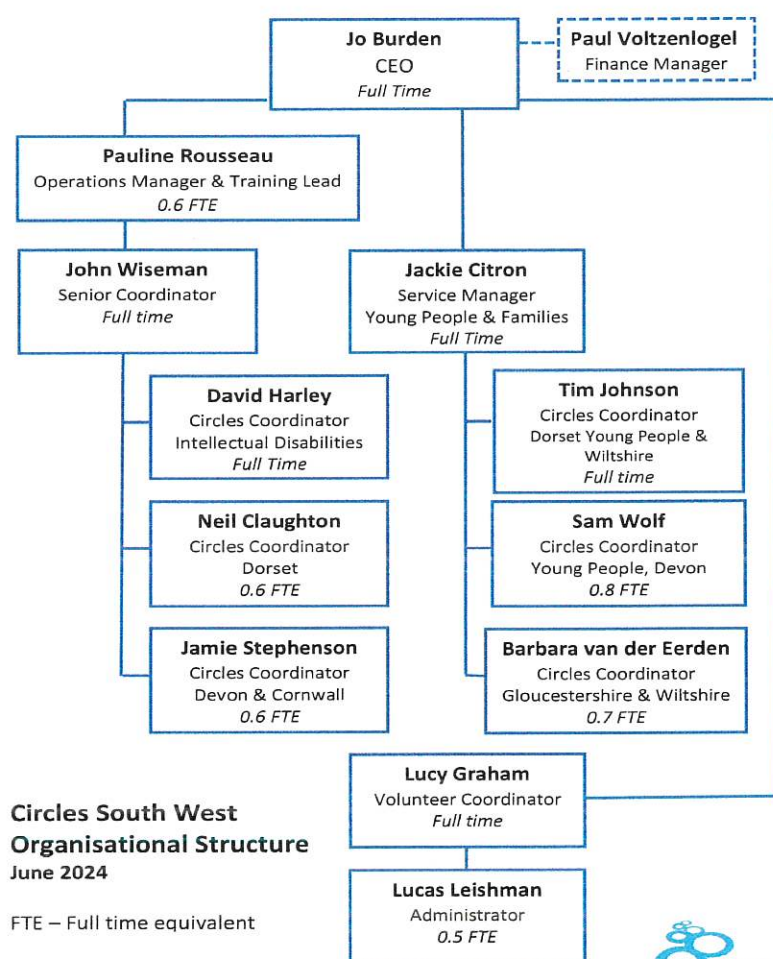 Jo Burden
CEO
Full Time
Paul Voltzenlogel
Finance Manager
Pauline Rousseau
Operations Manager & Training Lead
0.6 FTE
John Wiseman
Senior Coordinator
Full time
Jackie Citron
Service Manager
Young People & Families
Full Time
David Harley
Circles Coordinator
Intellectual Disabilities
Full Time
Tim Johnson
Circles Coordinator
Dorset Young People &
Wiltshire
Full time
Neil Claughton
Circles Coordinator
Dorset
0.6 FTE
Sam Wolf
Circles Coordinator
Young People, Devon
0.8 FTE
Jamie Stephenson
Circles Coordinator
Devon & Cornwall
0.6 FTE
Barbara van der Eerden
Circles Coordinator
Gloucestershire & Wiltshire
0.7 FTE
Lucy Graham
Volunteer Coordinator
Full time
Lucas Leishman
Administrator
0.5 FTE
Circles South West
Organisational Structure
June 2024
FTE – Full time equivalent